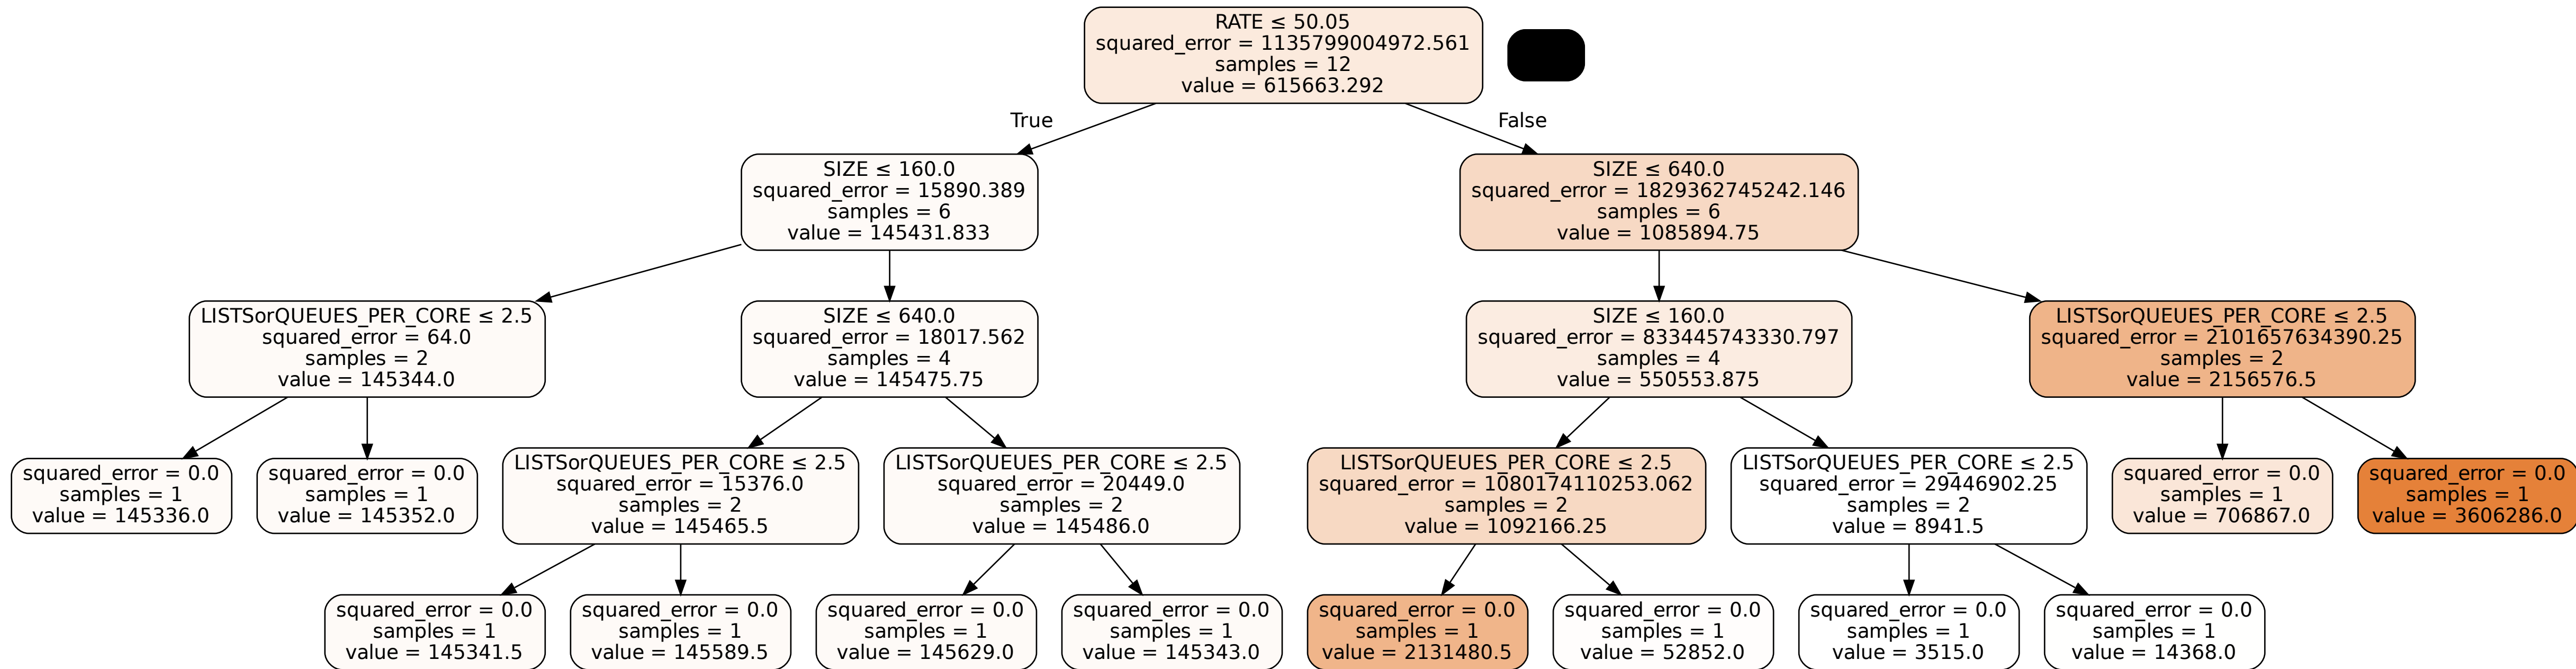 RATE ≤ 50.05
squared_error = 1135799004972.561
samples = 12
value = 615663.292
True
False
SIZE ≤ 160.0
squared_error = 15890.389
samples = 6
value = 145431.833
SIZE ≤ 640.0
squared_error = 1829362745242.146
samples = 6
value = 1085894.75
LISTSorQUEUES_PER_CORE ≤ 2.5
squared_error = 64.0
samples = 2
value = 145344.0
SIZE ≤ 640.0
squared_error = 18017.562
samples = 4
value = 145475.75
SIZE ≤ 160.0
squared_error = 833445743330.797
samples = 4
value = 550553.875
LISTSorQUEUES_PER_CORE ≤ 2.5
squared_error = 2101657634390.25
samples = 2
value = 2156576.5
squared_error = 0.0
samples = 1
value = 145336.0
squared_error = 0.0
samples = 1
value = 145352.0
LISTSorQUEUES_PER_CORE ≤ 2.5
squared_error = 15376.0
samples = 2
value = 145465.5
LISTSorQUEUES_PER_CORE ≤ 2.5
squared_error = 20449.0
samples = 2
value = 145486.0
LISTSorQUEUES_PER_CORE ≤ 2.5
squared_error = 1080174110253.062
samples = 2
value = 1092166.25
LISTSorQUEUES_PER_CORE ≤ 2.5
squared_error = 29446902.25
samples = 2
value = 8941.5
squared_error = 0.0
samples = 1
value = 706867.0
squared_error = 0.0
samples = 1
value = 3606286.0
squared_error = 0.0
samples = 1
value = 145341.5
squared_error = 0.0
samples = 1
value = 145589.5
squared_error = 0.0
samples = 1
value = 145629.0
squared_error = 0.0
samples = 1
value = 145343.0
squared_error = 0.0
samples = 1
value = 2131480.5
squared_error = 0.0
samples = 1
value = 52852.0
squared_error = 0.0
samples = 1
value = 3515.0
squared_error = 0.0
samples = 1
value = 14368.0